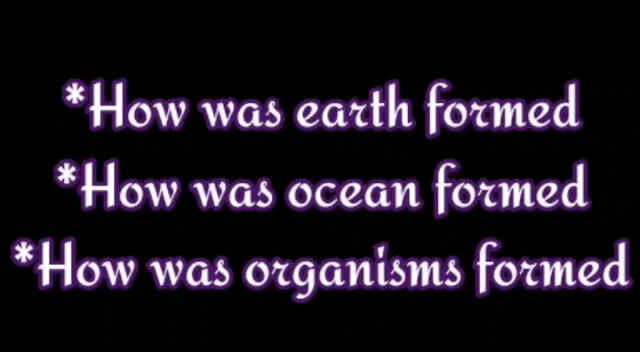 *How was earth formed
*How was ocean formed
*How was organisms formed